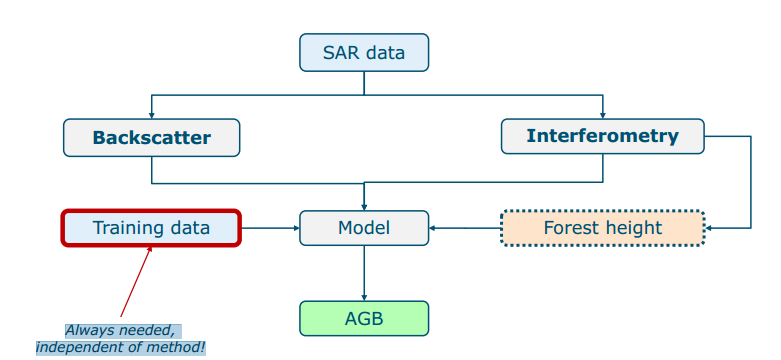 SAR data
Backscatter
Interferometry
Training data
Model
Forest height
AGB
Always needed,
independent of method!